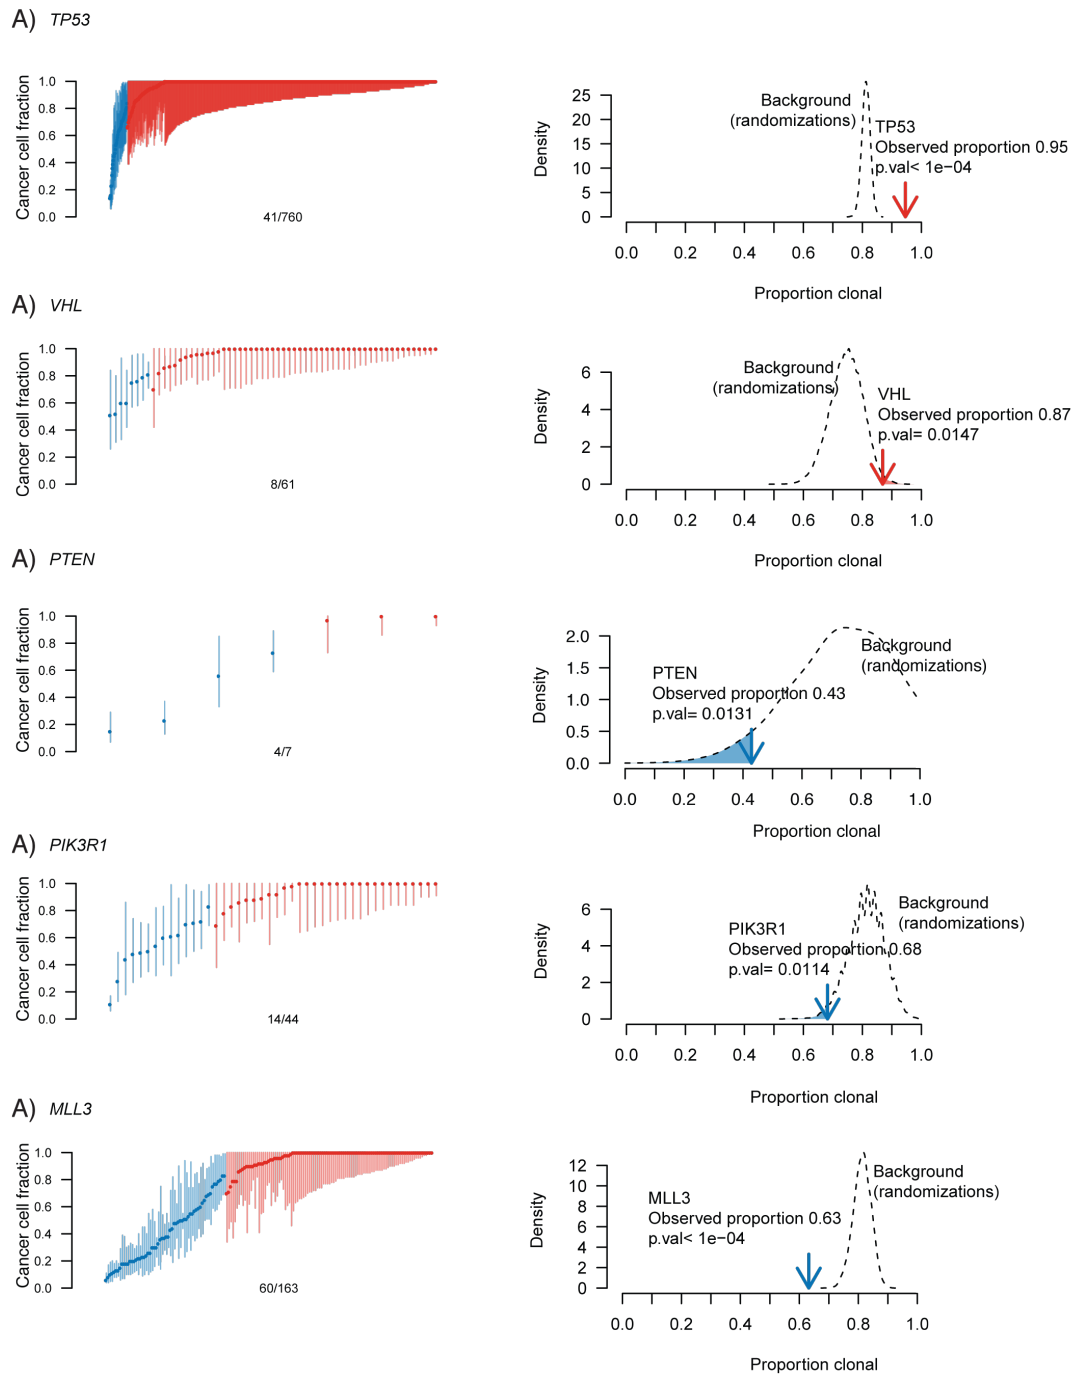 A) TP53
Cancer cell fraction
1.0
0.8
0.6
0.4
0.2
0.0
41/760
Density
25
20
15
10
5
0
Background
(randomizations)
TP53
Observed proportion 0.95
p.val< 1e−04
0.0 0.2 0.4 0.6 0.8 1.0
Proportion clonal
A) VHL
Cancer cell fraction
1.0
0.8
0.6
0.4
0.2
0.0
8/61
Density
6
4
2
0
Background
(randomizations)
VHL
Observed proportion 0.87
p.val= 0.0147
0.0 0.2 0.4 0.6 0.8 1.0
Proportion clonal
A) PTEN
Cancer cell fraction
1.0
0.8
0.6
0.4
0.2
0.0
4/7
Density
2.0
1.5
1.0
0.5
0.0
Background
(randomizations)
PTEN
Observed proportion 0.43
p.val= 0.0131
0.0 0.2 0.4 0.6 0.8 1.0
Proportion clonal
A) PIK3R1
Cancer cell fraction
1.0
0.8
0.6
0.4
0.2
0.0
14/44
Density
6
4
2
0
Background
(randomizations)
PIK3R1
Observed proportion 0.68
p.val= 0.0114
0.0 0.2 0.4 0.6 0.8 1.0
Proportion clonal
A) MLL3
Cancer cell fraction
1.0
0.8
0.6
0.4
0.2
0.0
60/163
Density
12
10
8
6
4
2
0
Background
(randomizations)
MLL3
Observed proportion 0.63
p.val< 1e−04
0.0 0.2 0.4 0.6 0.8 1.0
Proportion clonal